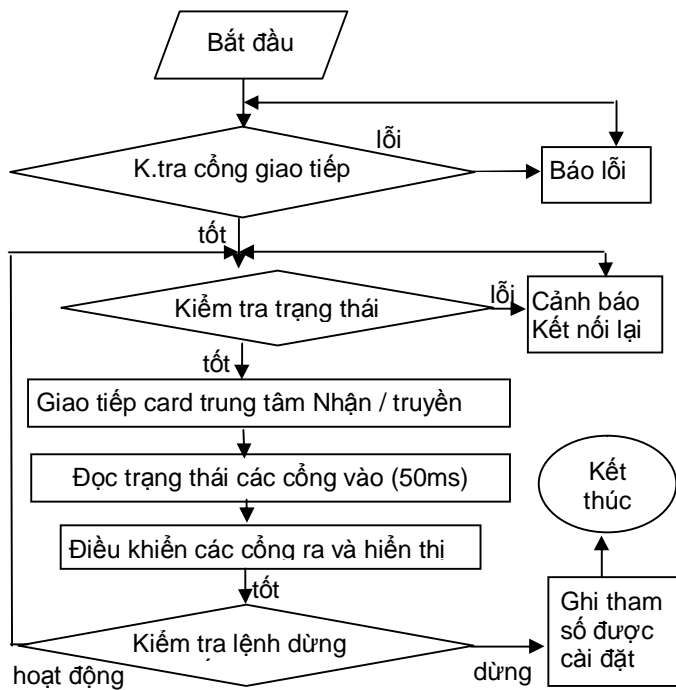 Bắt đầu
lỗi
K.tra cổng giao tiếp
Báo lỗi
tốt
Kiểm tra trạng thái
lỗi
Cảnh báo
Kết nối lại
tốt
Giao tiếp card trung tâm Nhận / truyền
Đọc trạng thái các cổng vào (50ms)
Kết
thúc
Điều khiển các cổng ra và hiển thị
tốt
Ghi tham
số được
cài đặt
Kiểm tra lệnh dừng
hoạt động
dừng